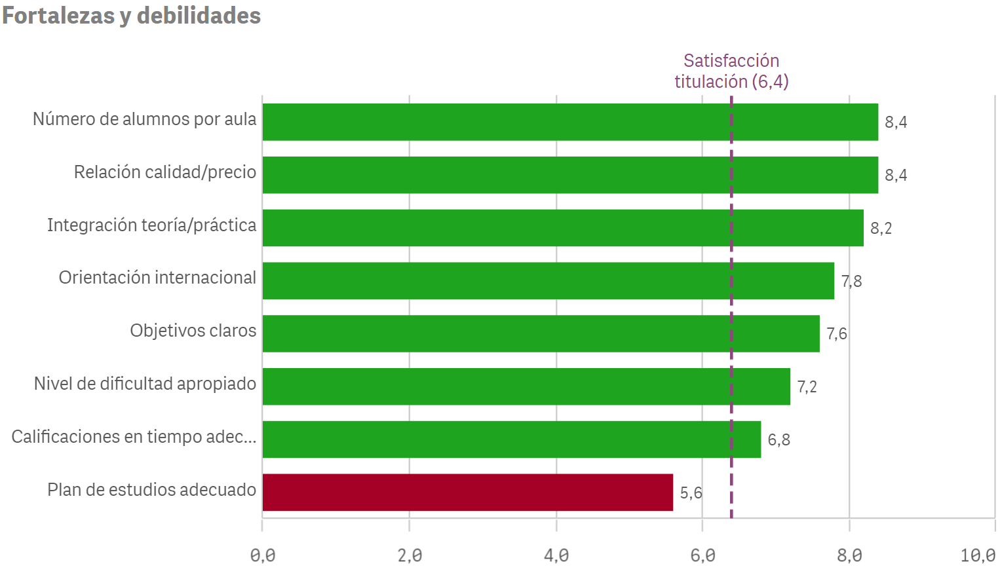 Fortalezas y debilidades
Satisfacción
titulación (6,4)
Número de alumnos por aula
8,4
Relación calidad/precio
8,4
Integración teoría/práctica
8,2
Orientación internacional
7,8
Objetivos claros
7,6
Nivel de dificultad apropiado
7,2
Calificaciones en tiempo adec...
6,8
Plan de estudios adecuado
5,6
0,0 2,0 4,0 6,0 8,0 10,0